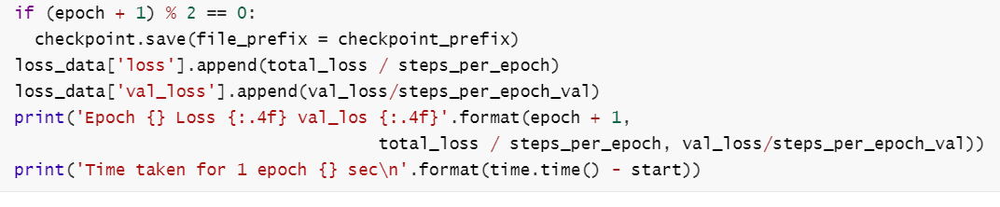 if (epoch + 1) % 2 == 0:
  checkpoint.save(file_prefix = checkpoint_prefix)
loss_data['loss'].append(total_loss / steps_per_epoch)
loss_data['val_loss'].append(val_loss/steps_per_epoch_val)
print('Epoch {} Loss {:.4f} val_los {:.4f}'.format(epoch + 1,
                                    total_loss / steps_per_epoch, val_loss/steps_per_epoch_val))
print('Time taken for 1 epoch {} sec\n'.format(time.time() - start))